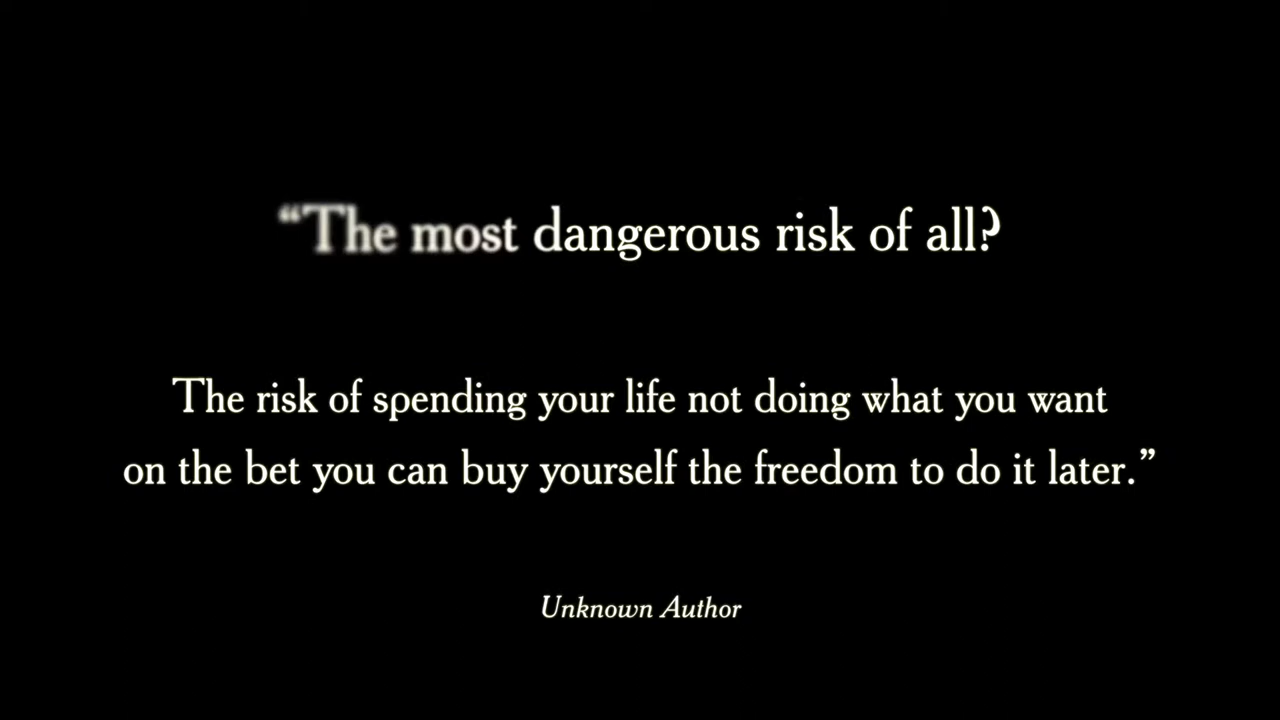 “The most dangerous risk of all?
The risk of spending your life not doing what you want
on the bet you can buy yourself the freedom to do it later.”
Unknown Author